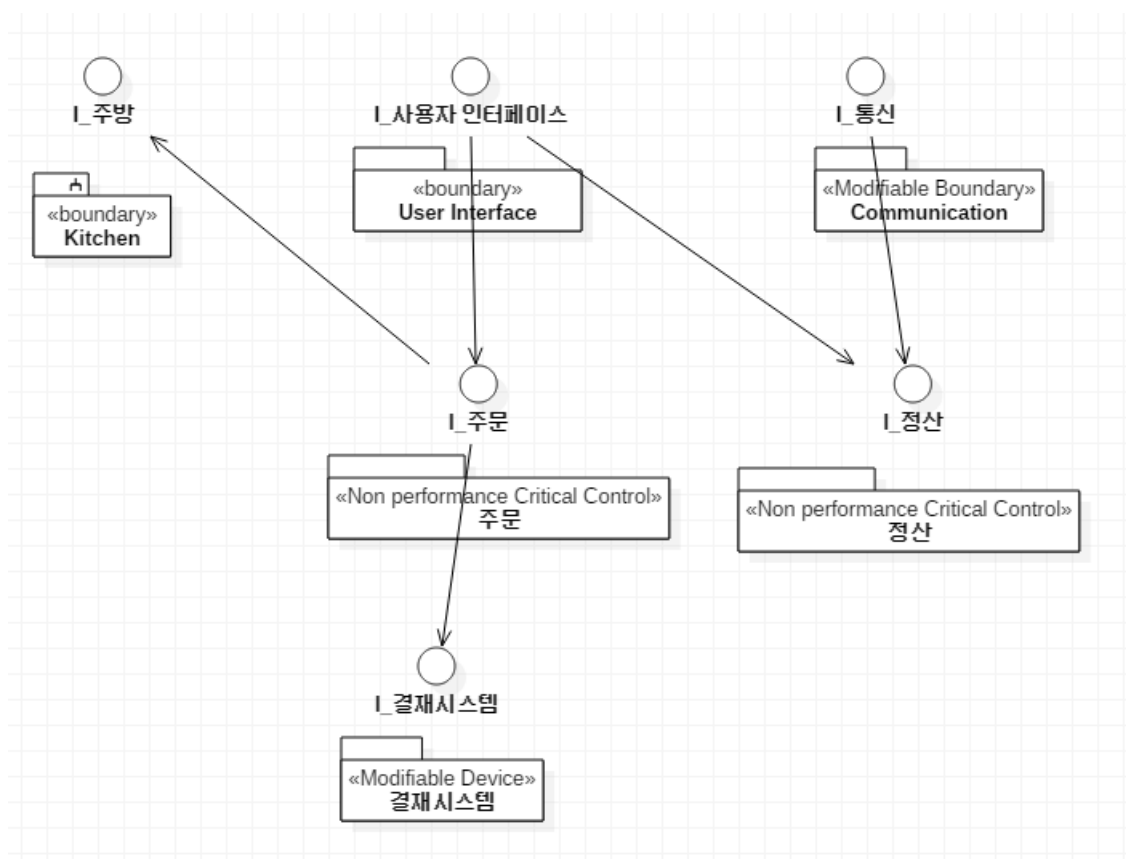 I_주방
I_사용자 인터페이스
I_통신
«boundary»
Kitchen
«boundary»
User Interface
«Modifiable Boundary»
Communication
I_주문
I_정산
«Non performance Critical Control»
주문
«Non performance Critical Control»
정산
I_결재시스템
«Modifiable Device»
결재시스템